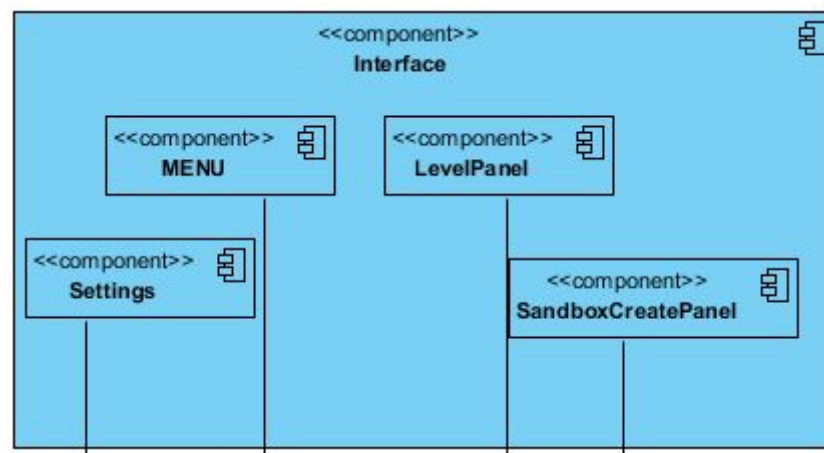 <<component>>
Interface
<<component>>
MENU
<<component>>
LevelPanel
<<component>>
Settings
<<component>>
SandboxCreatePanel